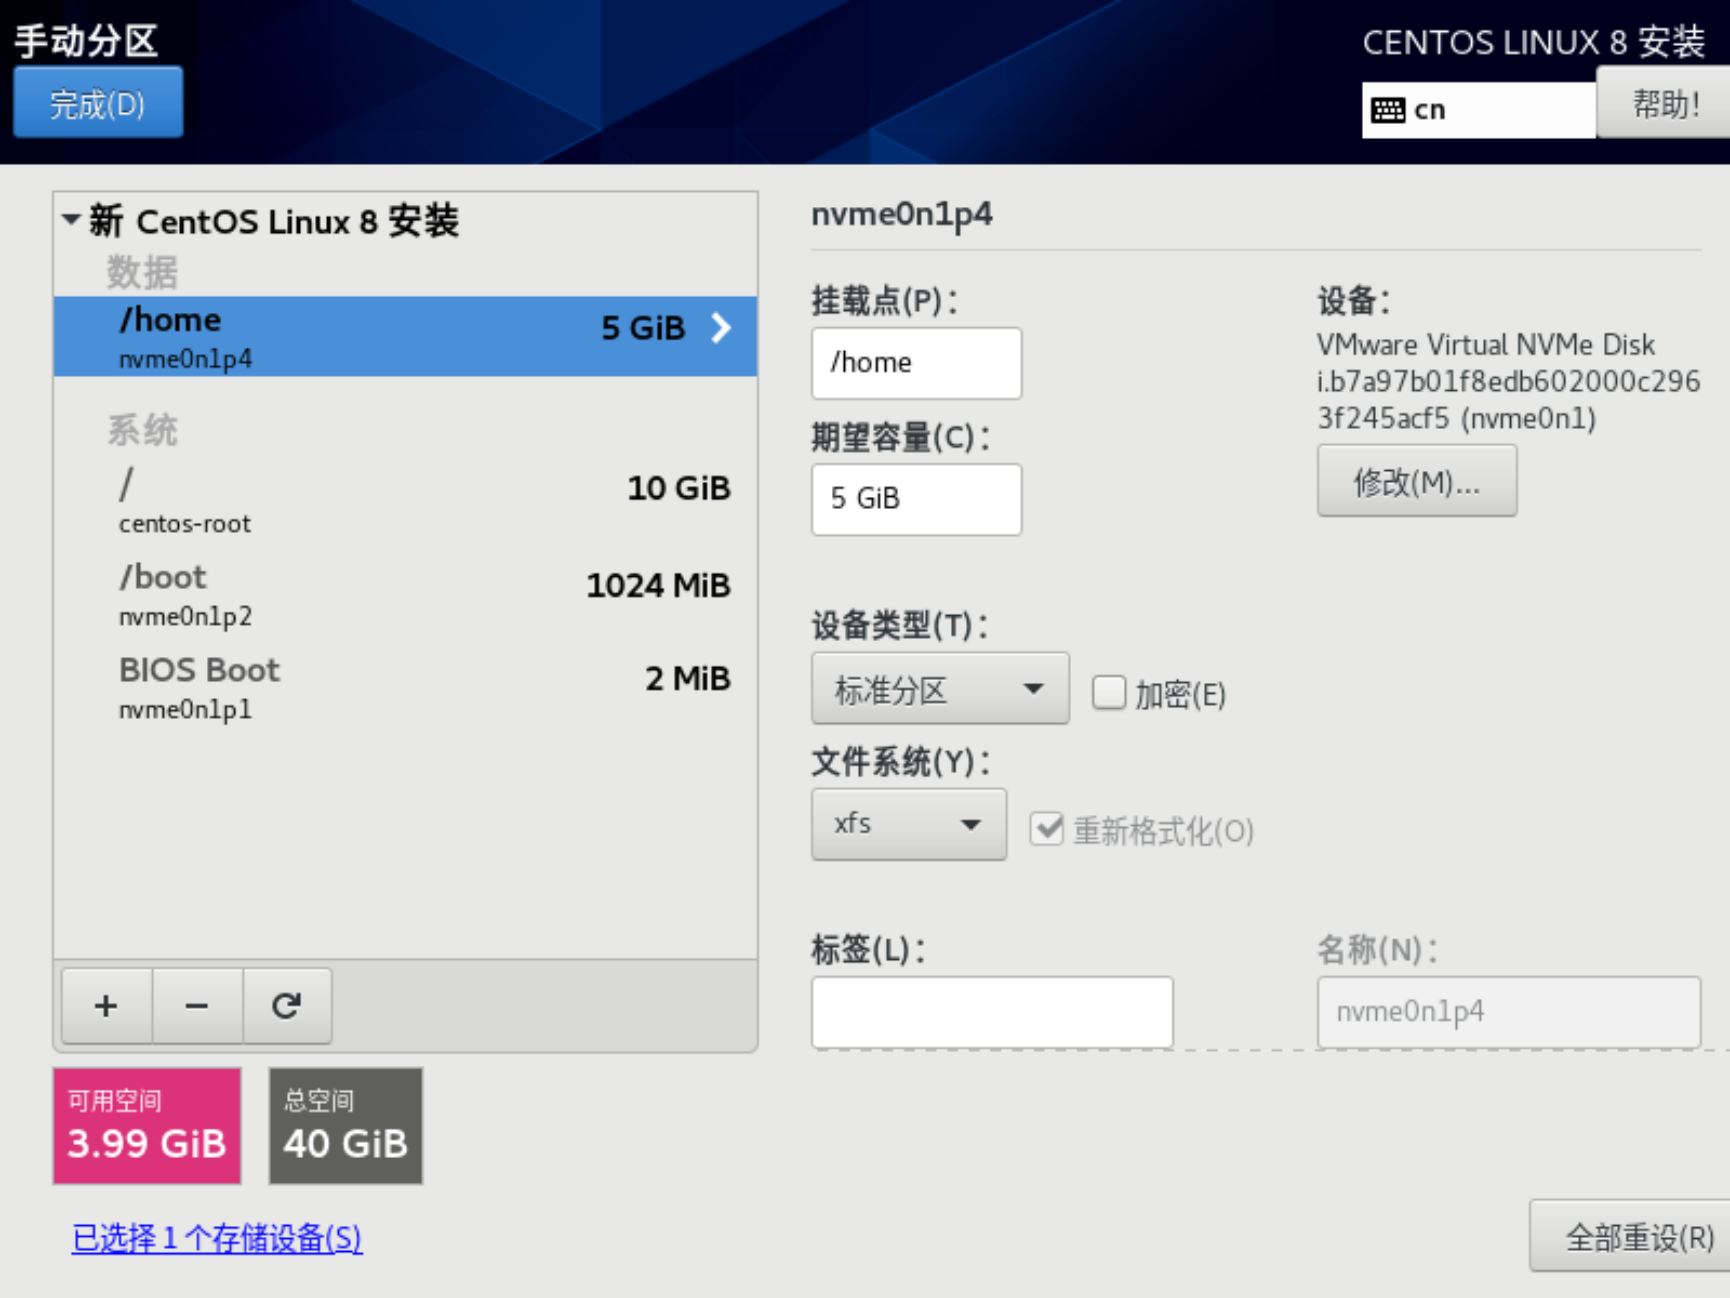 手动分区
CENTOS LINUX 8 安装
完成(D)
cn
帮助!
新 CentOS Linux 8 安装
数据
/home
5 GiB
nvme0n1p4
系统
/
10 GiB
centos-root
/boot
1024 MiB
nvme0n1p2
BIOS Boot
2 MiB
nvme0n1p1
+
−
可用空间
3.99 GiB
总空间
40 GiB
已选择 1 个存储设备(S)
nvme0n1p4
挂载点(P):
/home
期望容量(C):
5 GiB
设备:
VMware Virtual NVMe Disk
i.b7a97b01f8edb602000c296
3f245acf5 (nvme0n1)
修改(M)...
设备类型(T):
标准分区
加密(E)
文件系统(Y):
xfs
重新格式化(O)
标签(L):
名称(N):
nvme0n1p4
全部重设(R)